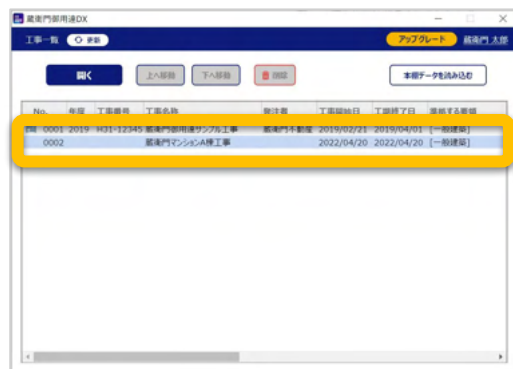 蔵衛門御用達DX
工事一覧 更新 アップグレード 蔵衛門 太郎
開く 上へ移動 下へ移動 削除 本棚データを読み込む
No. 年度 工事番号 工事名称 発注者 工事開始日 工期終了日 準拠する要領
0001 2019 H31-12345 蔵衛門御用達サンプル工事 蔵衛門不動産 2019/02/21 2019/04/01 [一般建築]
0002 蔵衛門マンションA棟工事 2022/04/20 2022/04/20 [一般建築]